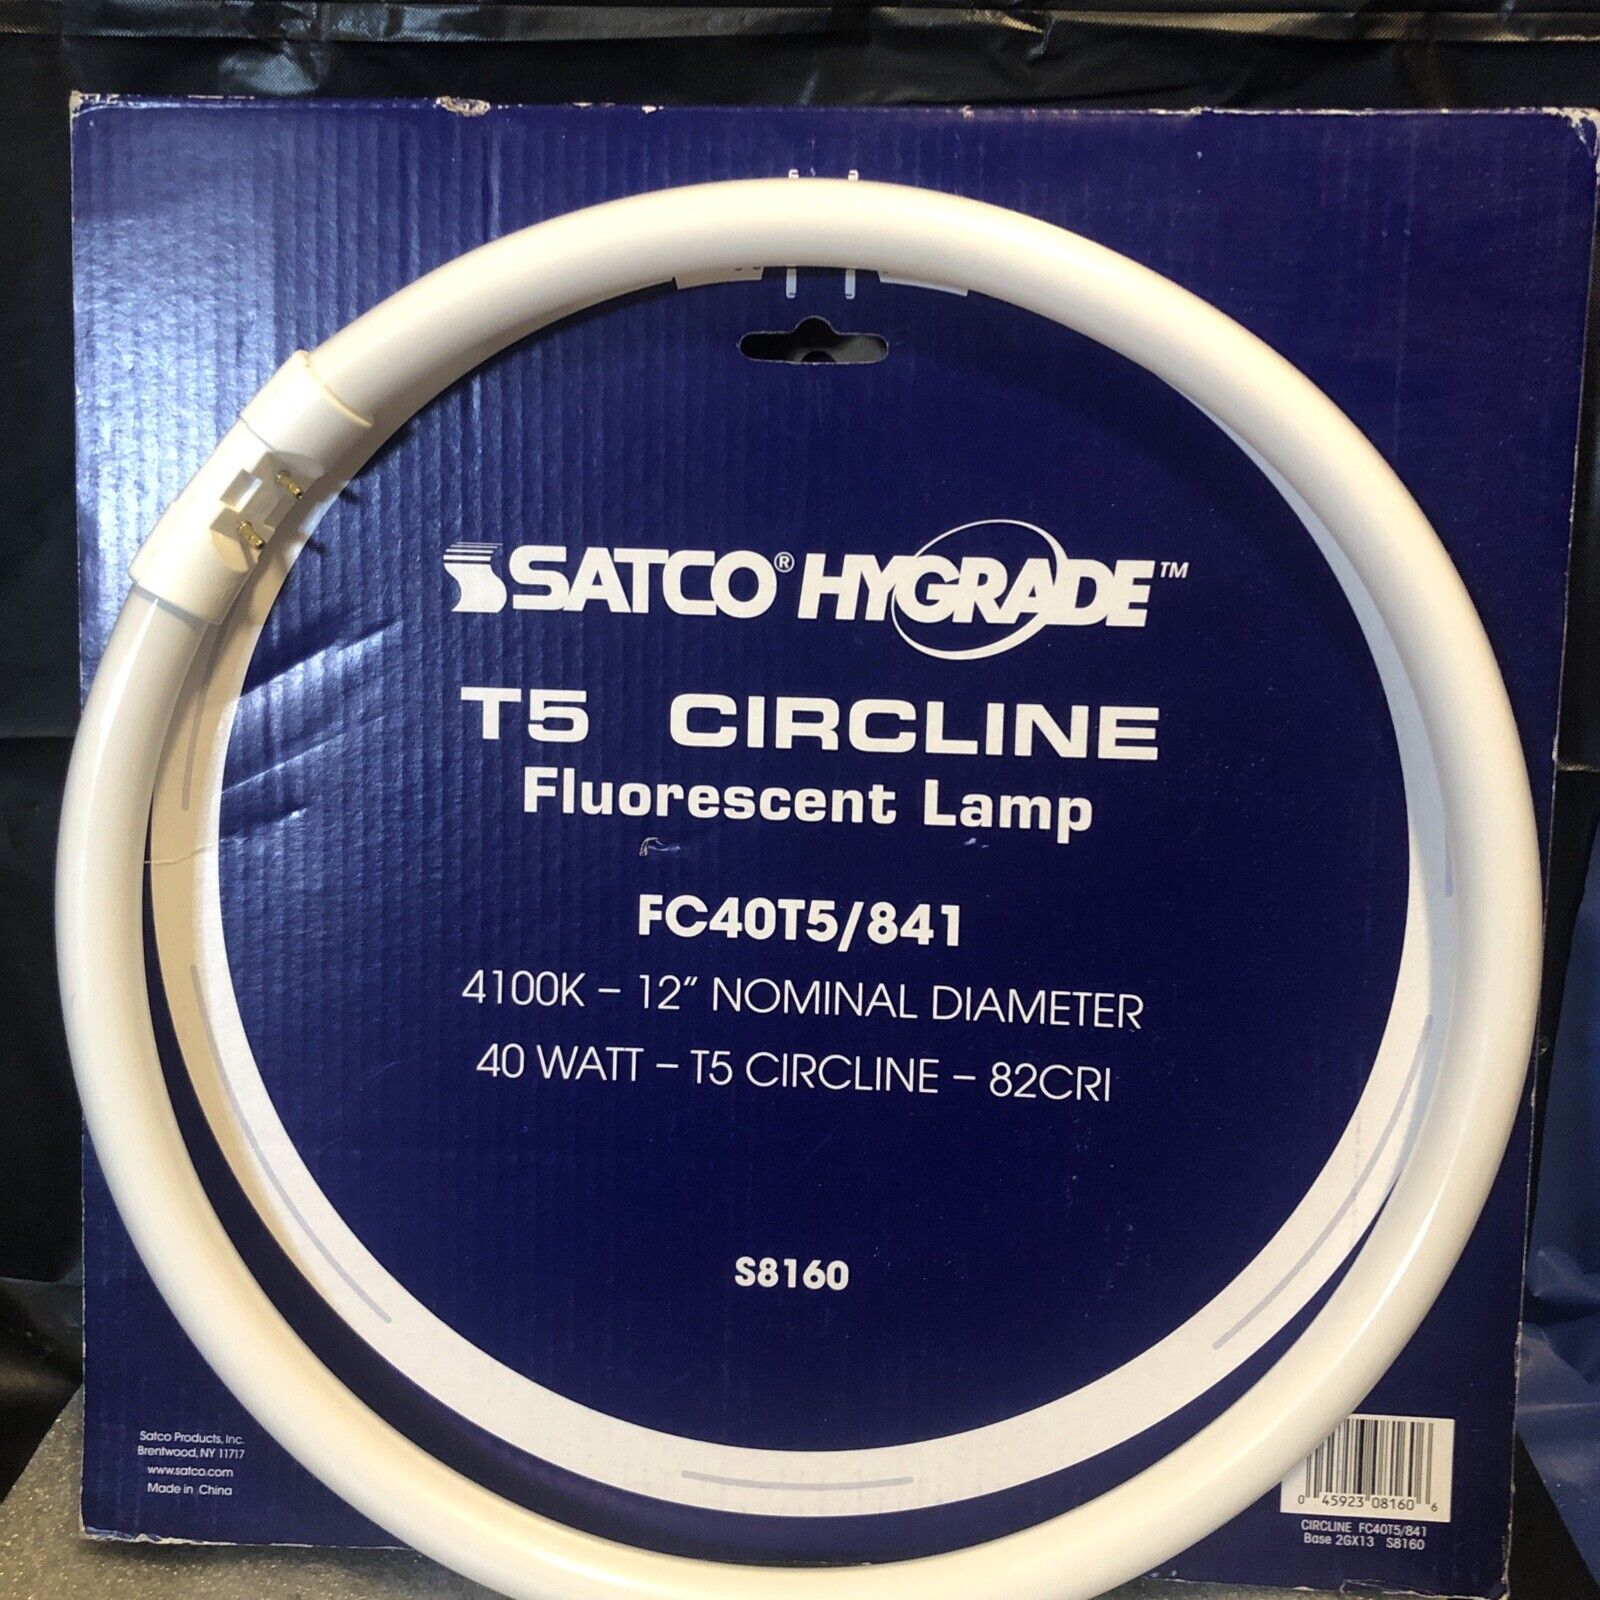 SATCO® HYGRADE™
T5 CIRCLINE
Fluorescent Lamp
FC40T5/841
4100K – 12" NOMINAL DIAMETER
40 WATT – T5 CIRCLINE – 82CRI
S8160
Satco Products, Inc.
Brentwood, NY 11717
www.satco.com
Made in China
0 45923 08160 6
CIRCLINE FC40T5/841
Base 2GX13 S8160